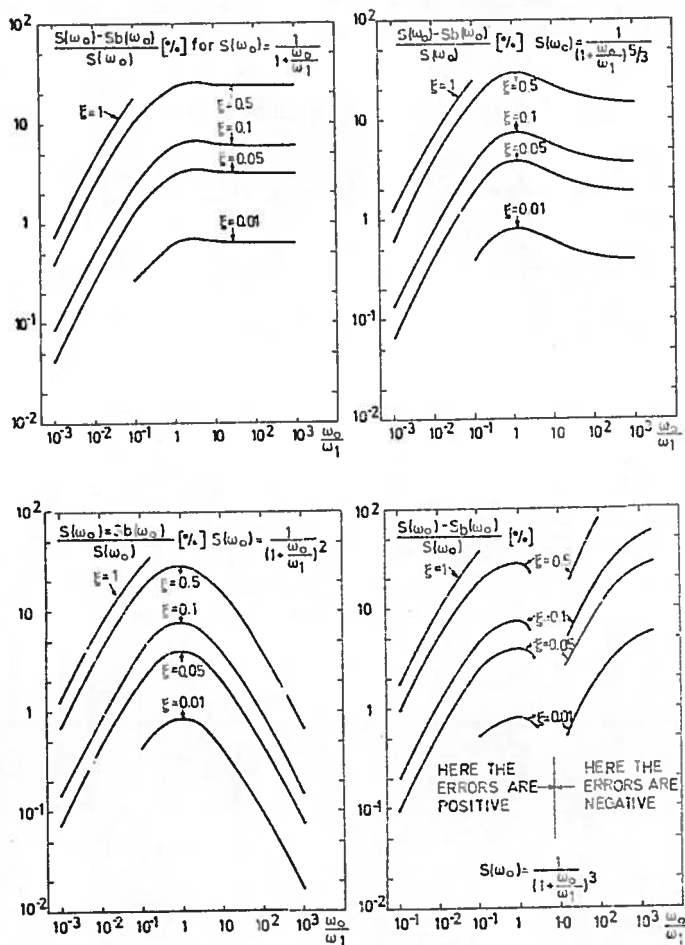 S(ω₀)-Sb(ω₀) / S(ω₀) [%] for S(ω₀)= 1 / 1+ω₀/ω₁
10²
10
1
10⁻¹
10⁻²
ξ=1
ξ=0.5
ξ=0.1
ξ=0.05
ξ=0.01
10⁻³ 10⁻² 10⁻¹ 1 10 10² 10³ ω₀/ω₁
S(ω₀)-Sb(ω₀) / S(ω₀) [%] S(ω₀)= 1 / (1+ω₀/ω₁)^5/3
10²
10
1
10⁻¹
10⁻²
ξ=1
ξ=0.5
ξ=0.1
ξ=0.05
ξ=0.01
10⁻³ 10⁻² 10⁻¹ 1 10 10² 10³ ω₀/ω₁
S(ω₀)=Sb(ω₀) / S(ω₀) [%] S(ω₀)= 1 / (1+ω₀/ω₁)²
10²
10
1
10⁻¹
10⁻²
ξ=1
ξ=0.5
ξ=0.1
ξ=0.05
ξ=0.01
10⁻³ 10⁻² 10⁻¹ 1 10 10² 10³ ω₀/ω₁
S(ω₀)-Sb(ω₀) / S(ω₀) [%]
10²
10
1
10⁻¹
10⁻²
ξ=1
ξ=0.5
ξ=0.1
ξ=0.05
ξ=0.01
HERE THE
ERRORS ARE
POSITIVE
HERE THE
ERRORS ARE
NEGATIVE
S(ω₀)= 1 / (1+ω₀/ω₁)³
10⁻¹ 10⁻² 10⁻¹ 1 10 10² 10³ ω₀/ω₁